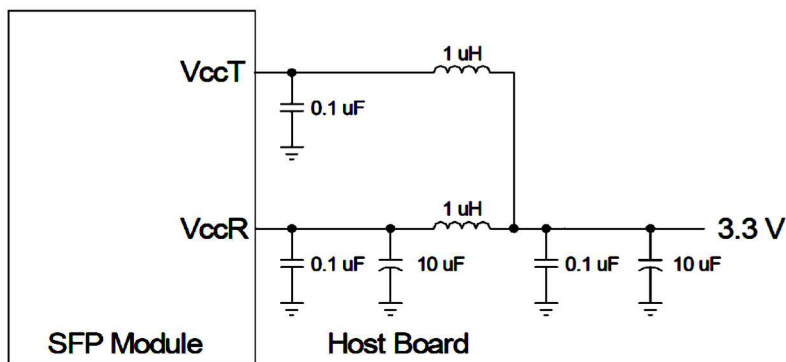 1 uH
VccT
0.1 uF
1 uH
VccR
3.3 V
0.1 uF
10 uF
0.1 uF
10 uF
SFP Module
Host Board